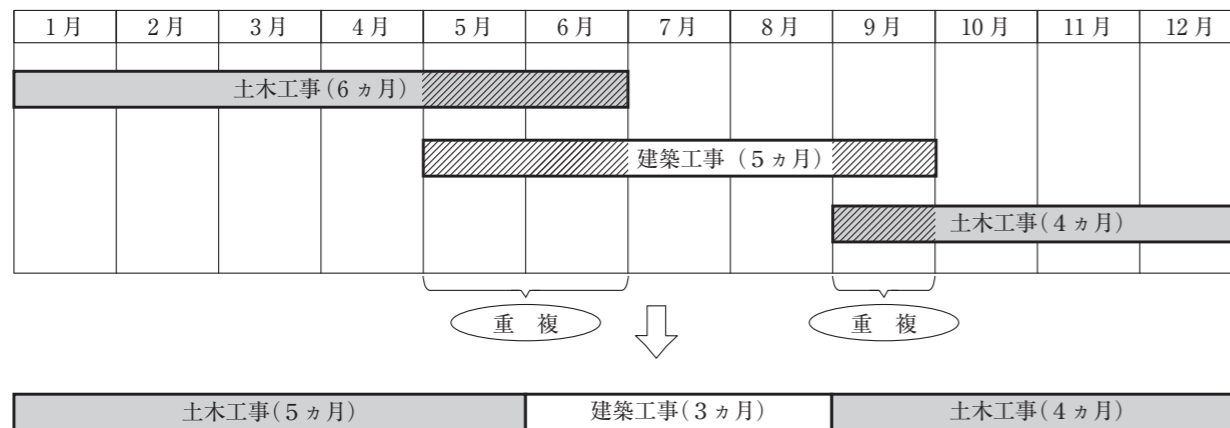 1月 2月 3月 4月 5月 6月 7月 8月 9月 10月 11月 12月
土木工事(6ヵ月)
建築工事(5ヵ月)
土木工事(4ヵ月)
重複 重複
土木工事(5ヵ月) 建築工事(3ヵ月) 土木工事(4ヵ月)